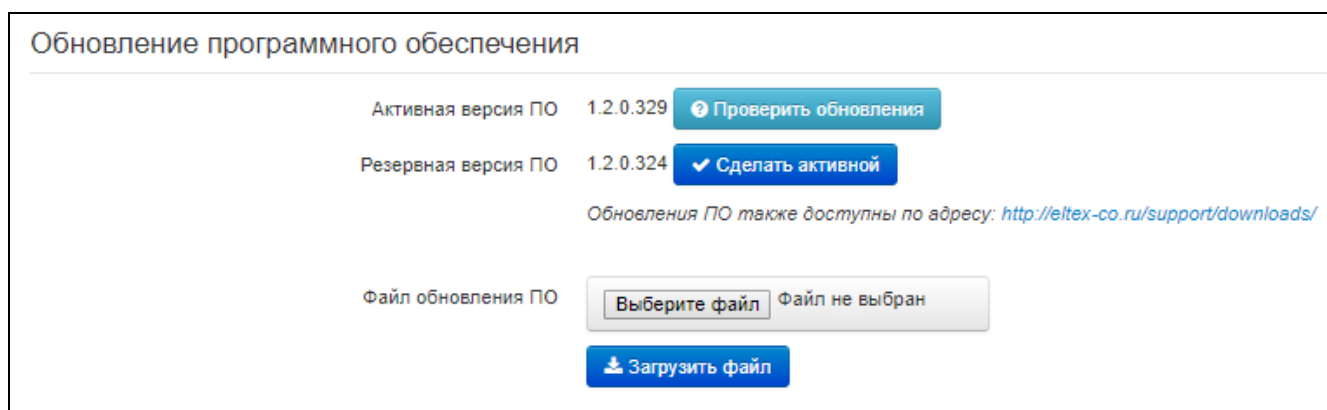 Обновление программного обеспечения
Активная версия ПО 1.2.0.329 Проверить обновления
Резервная версия ПО 1.2.0.324 Сделать активной
Обновления ПО также доступны по адресу: http://eltex-co.ru/support/downloads/
Файл обновления ПО Выберите файл Файл не выбран
Загрузить файл